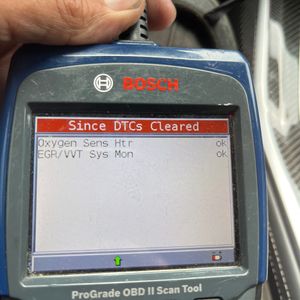 BOSCH
Since DTCs Cleared
Oxygen Sens Htr ok
EGR/VVT Sys Mon ok
ProGrade OBD II Scan Tool